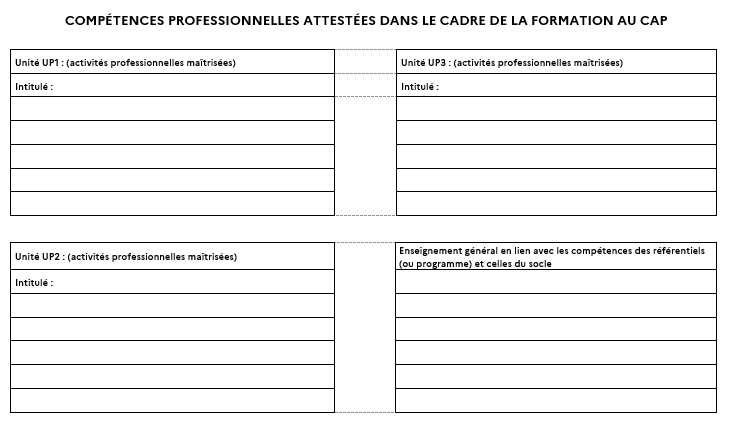 COMPÉTENCES PROFESSIONNELLES ATTESTÉES DANS LE CADRE DE LA FORMATION AU CAP
Unité UP1 : (activités professionnelles maîtrisées)
Intitulé :
Unité UP3 : (activités professionnelles maîtrisées)
Intitulé :
Unité UP2 : (activités professionnelles maîtrisées)
Intitulé :
Enseignement général en lien avec les compétences des référentiels
(ou programme) et celles du socle